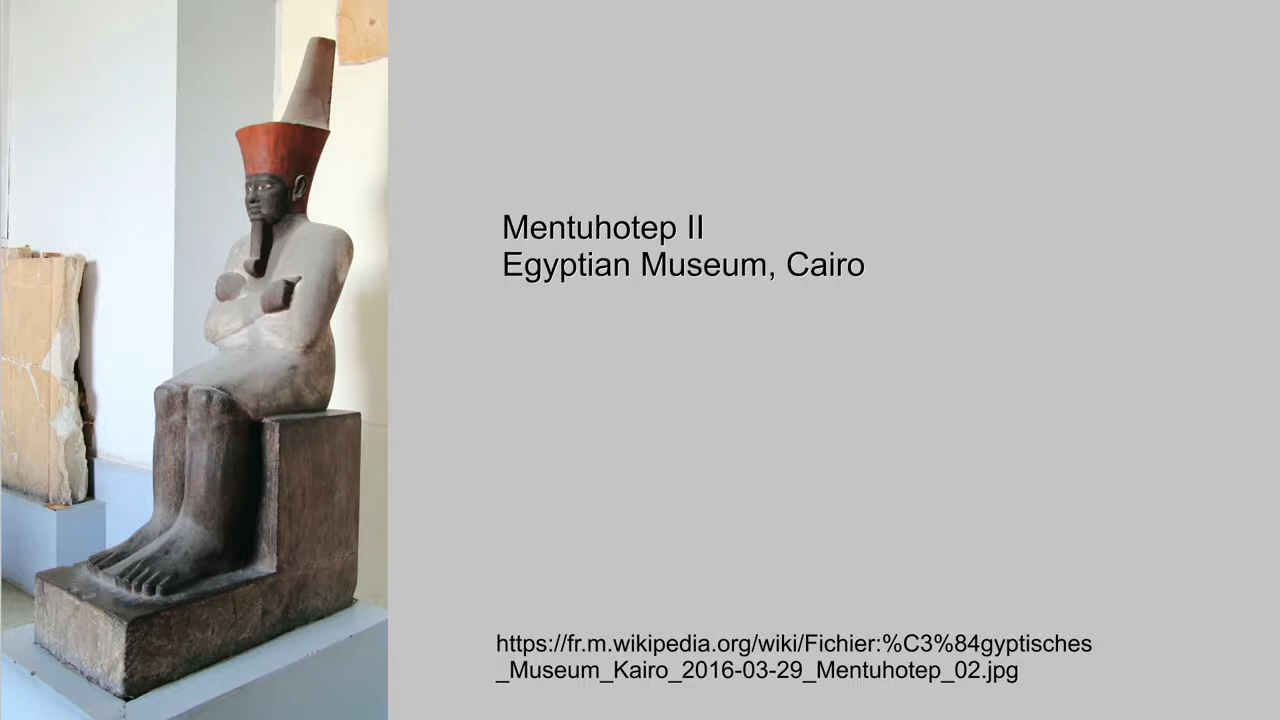 Mentuhotep II
Egyptian Museum, Cairo
https://fr.m.wikipedia.org/wiki/Fichier:%C3%84gyptisches
_Museum_Kairo_2016-03-29_Mentuhotep_02.jpg